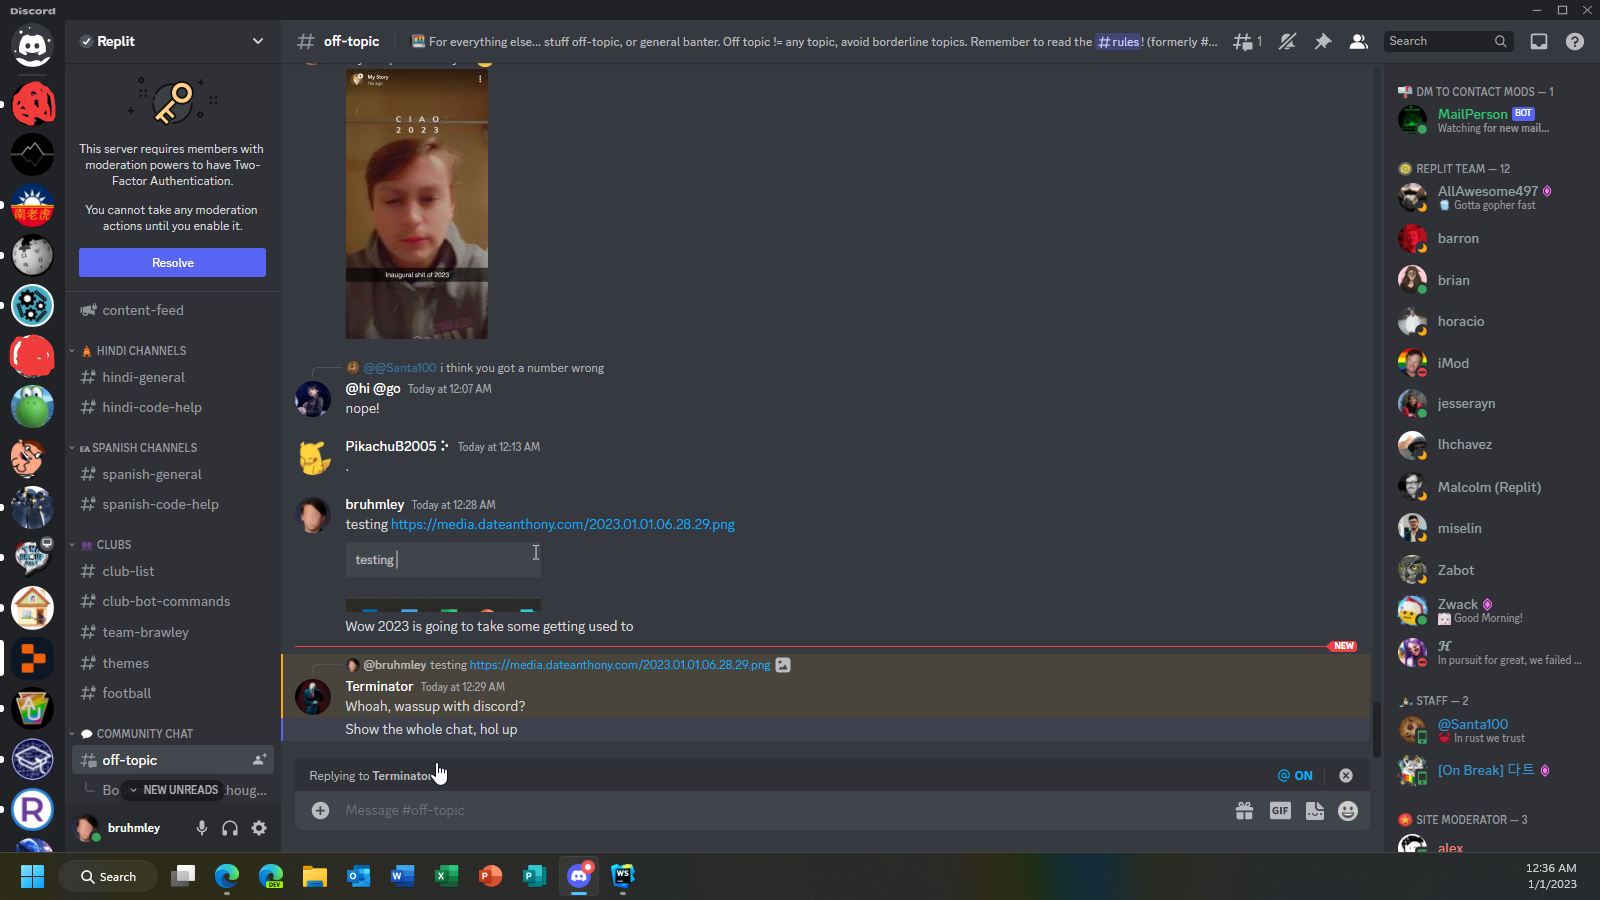 Discord
Replit
This server requires members with
moderation powers to have Two-
Factor Authentication.
You cannot take any moderation
actions until you enable it.
Resolve
content-feed
HINDI CHANNELS
hindi-general
hindi-code-help
EA SPANISH CHANNELS
spanish-general
spanish-code-help
CLUBS
club-list
club-bot-commands
team-brawley
themes
football
COMMUNITY CHAT
off-topic
Bo
NEW UNREADS
houg...
bruhmley
南老虎
AU
R
off-topic
For everything else... stuff off-topic, or general banter. Off topic != any topic, avoid borderline topics. Remember to read the #rules! (formerly #...
1
Search
My Story
CIAO
2023
Inaugural shit of 2023
@@Santa100 i think you got a number wrong
@hi @go Today at 12:07 AM
nope!
PikachuB2005 Today at 12:13 AM
.
bruhmley Today at 12:28 AM
testing https://media.dateanthony.com/2023.01.01.06.28.29.png
testing
Wow 2023 is going to take some getting used to
NEW
@bruhmley testing https://media.dateanthony.com/2023.01.01.06.28.29.png
Terminator Today at 12:29 AM
Whoah, wassup with discord?
Show the whole chat, hol up
Replying to Terminator
@ ON
Message #off-topic
GIF
DM TO CONTACT MODS — 1
MailPerson BOT
Watching for new mail...
REPLIT TEAM — 12
AllAwesome497
Gotta gopher fast
barron
brian
horacio
iMod
jesserayn
lhchavez
Malcolm (Replit)
miselin
Zabot
Zwack
Good Morning!
ℋ
In pursuit for great, we failed ...
STAFF — 2
@Santa100
In rust we trust
[On Break] 다트
SITE MODERATOR — 3
alex
Search
DEV
WS
12:36 AM
1/1/2023